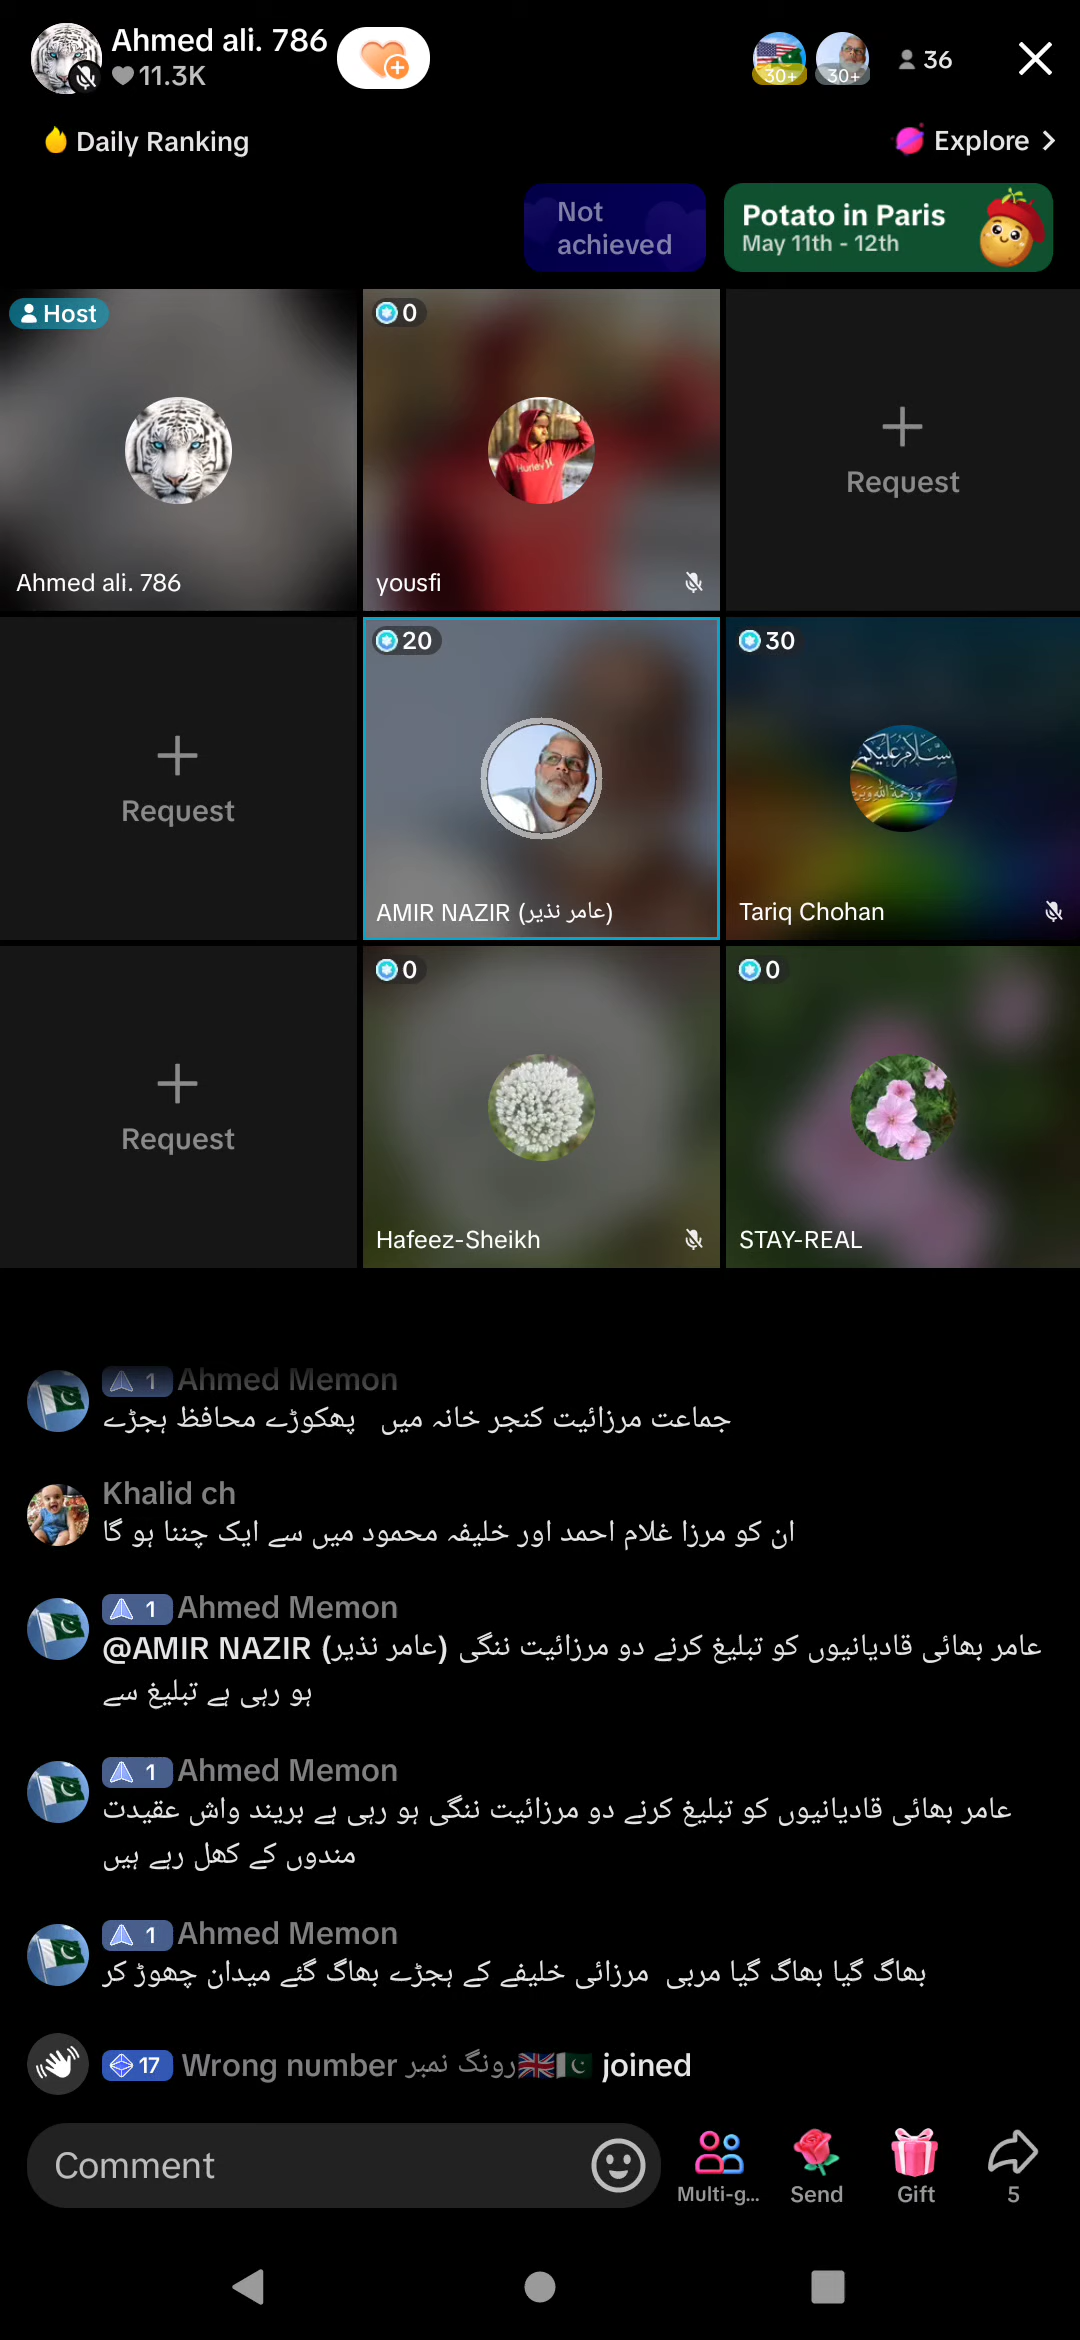 Ahmed ali. 786
11.3K
30+
30+
36
Daily Ranking
Explore
Not
achieved
Potato in Paris
May 11th - 12th
Host
Ahmed ali. 786
0
Hurley
yousfi
Request
Request
20
AMIR NAZIR (عامر نذیر)
30
Tariq Chohan
Request
0
Hafeez-Sheikh
0
STAY-REAL
1 Ahmed Memon
جماعت مرزائیت کنجر خانہ میں پھکوڑے محافظ ہجڑے
Khalid ch
ان کو مرزا غلام احمد اور خلیفہ محمود میں سے ایک چننا ہو گا
1 Ahmed Memon
@AMIR NAZIR (عامر نذیر) عامر بھائی قادیانیوں کو تبلیغ کرنے دو مرزائیت ننگی
ہو رہی ہے تبلیغ سے
1 Ahmed Memon
عامر بھائی قادیانیوں کو تبلیغ کرنے دو مرزائیت ننگی ہو رہی ہے بریند واش عقیدت
مندوں کے کھل رہے ہیں
1 Ahmed Memon
بھاگ گیا بھاگ گیا مربی مرزائی خلیفے کے ہجڑے بھاگ گئے میدان چھوڑ کر
17 Wrong number رونگ نمبر🇬🇧🇵🇰 joined
Comment
Multi-g...
Send
Gift
5